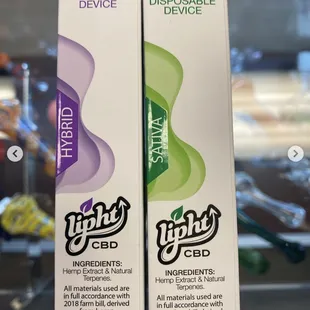 DEVICE
HYBRID
lipht
CBD
INGREDIENTS:
Hemp Extract & Natural
Terpenes.
All materials used are
in full accordance with
2018 farm bill, derived
DISPOSABLE
DEVICE
SATIVA
lipht
CBD
INGREDIENTS:
Hemp Extract & Natural
Terpenes.
All materials used are
in full accordance with